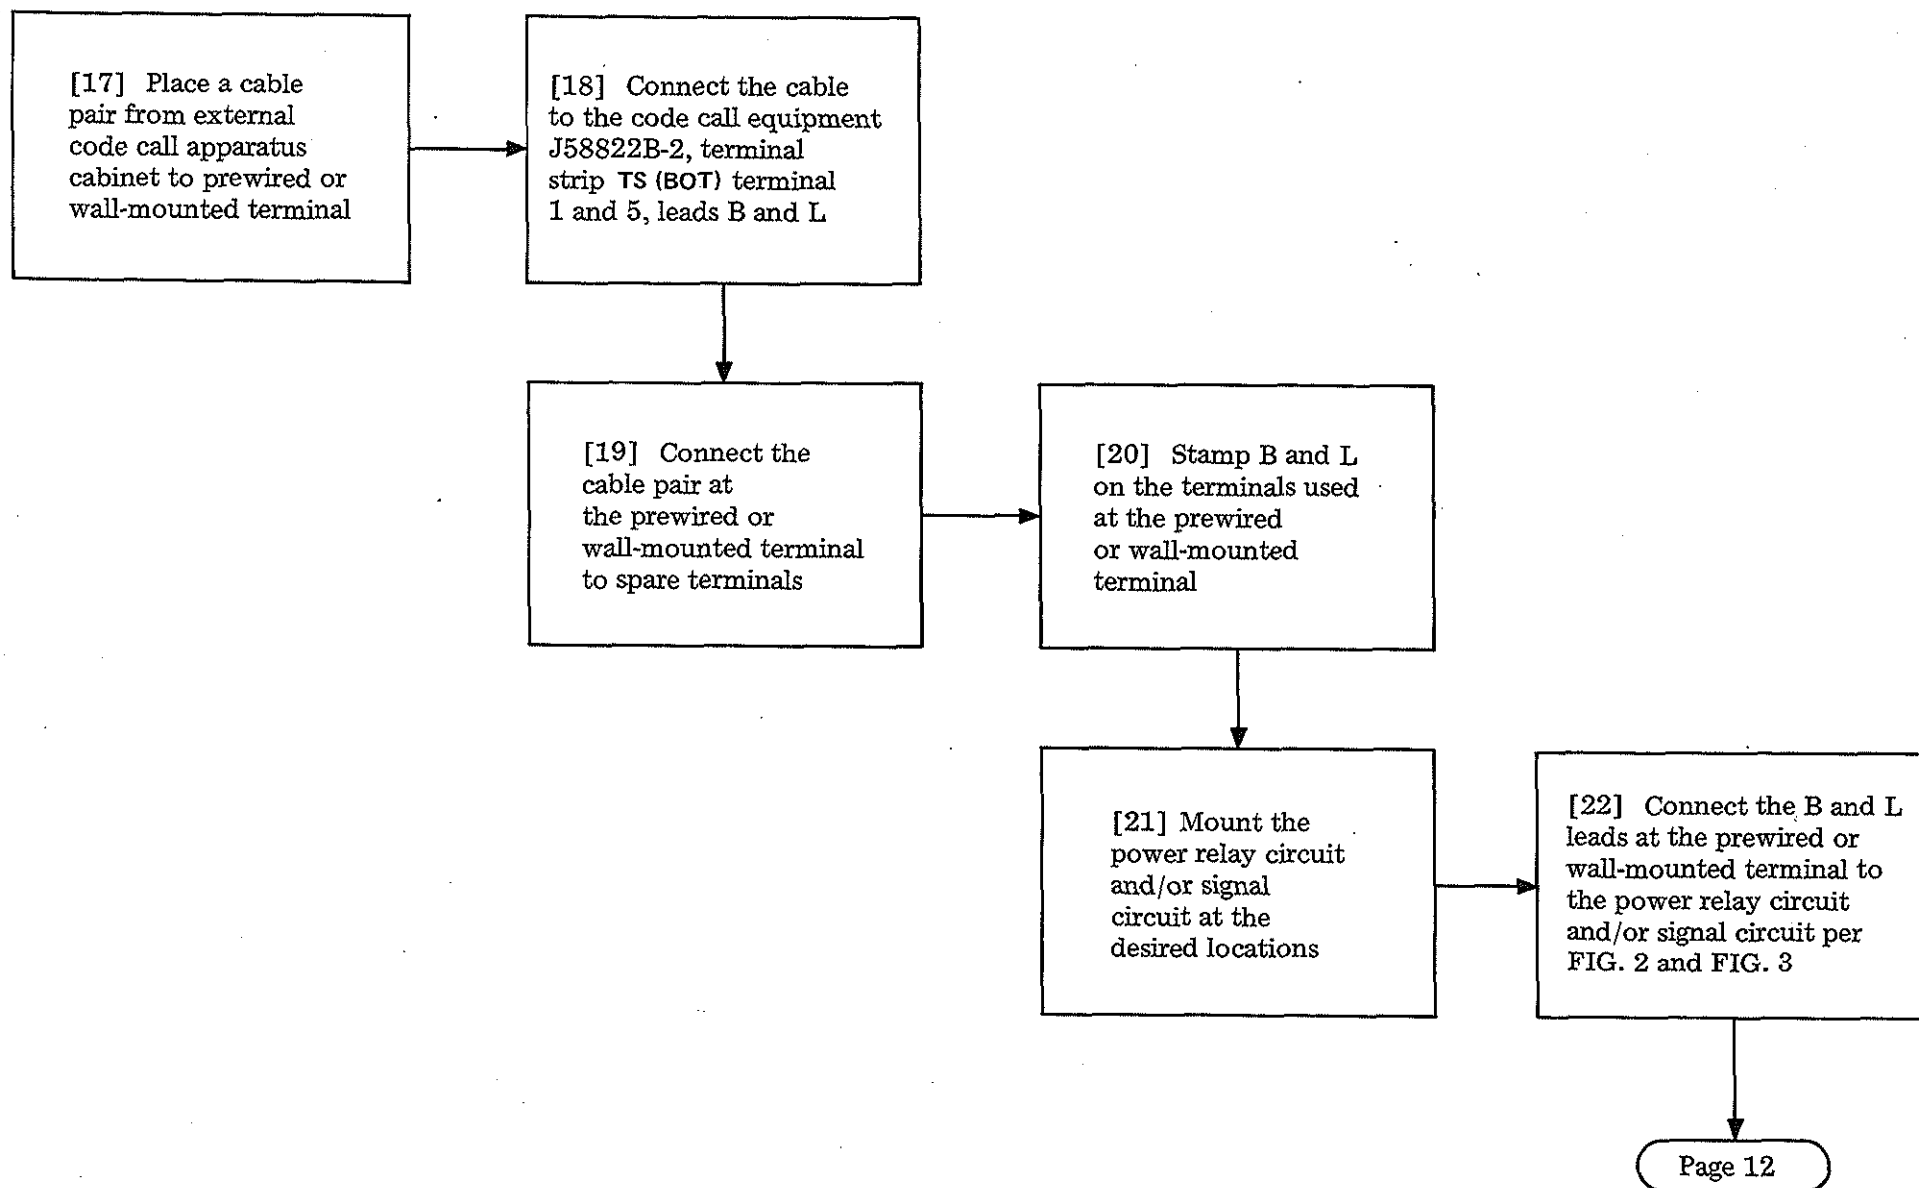 [17] Place a cable
pair from external
code call apparatus
cabinet to prewired or
wall-mounted terminal
[18] Connect the cable
to the code call equipment
J58822B-2, terminal
strip TS (BOT) terminal
1 and 5, leads B and L
[19] Connect the
cable pair at
the prewired or
wall-mounted terminal
to spare terminals
[20] Stamp B and L
on the terminals used
at the prewired
or wall-mounted
terminal
[21] Mount the
power relay circuit
and/or signal
circuit at the
desired locations
[22] Connect the B and L
leads at the prewired or
wall-mounted terminal to
the power relay circuit
and/or signal circuit per
FIG. 2 and FIG. 3
Page 12